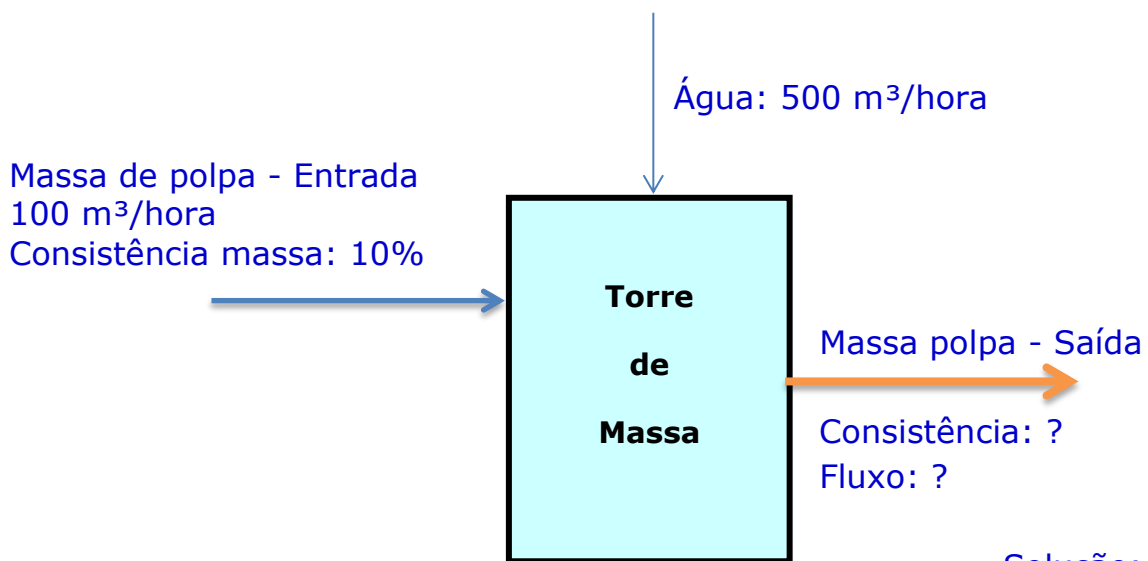 Água: 500 m³/hora
Massa de polpa - Entrada
100 m³/hora
Consistência massa: 10%
Torre
de
Massa
Massa polpa - Saída
Consistência: ?
Fluxo: ?